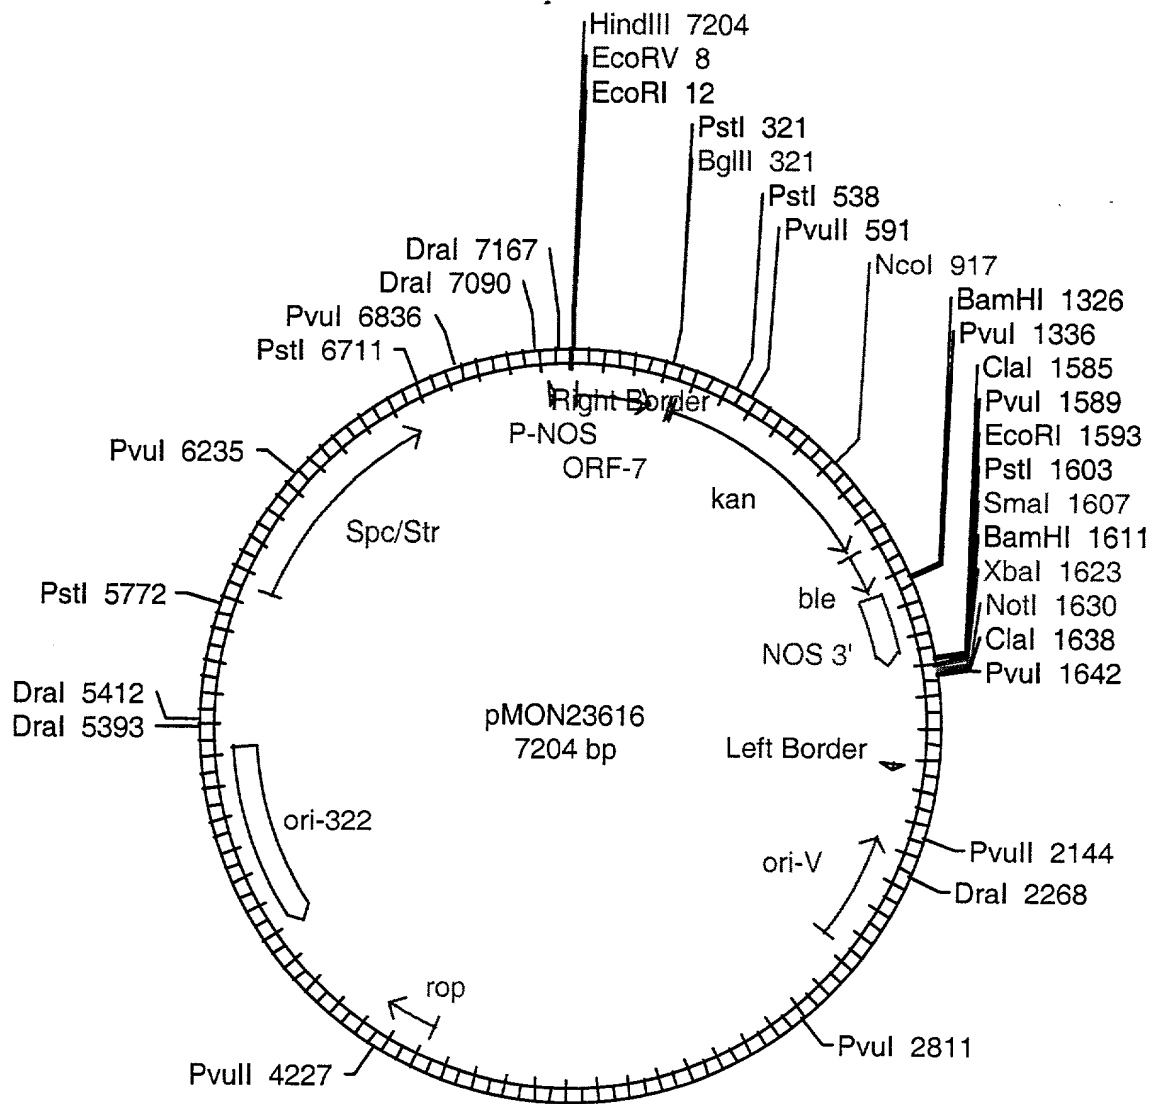 HindIII 7204
EcoRV 8
EcoRI 12
PstI 321
BglII 321
PstI 538
PvuII 591
NcoI 917
BamHI 1326
PvuI 1336
ClaI 1585
PvuI 1589
EcoRI 1593
PstI 1603
SmaI 1607
BamHI 1611
XbaI 1623
NotI 1630
ClaI 1638
PvuI 1642
PvuII 2144
DraI 2268
PvuI 2811
PvuII 4227
DraI 5393
DraI 5412
PstI 5772
PvuI 6235
PstI 6711
PvuI 6836
DraI 7090
DraI 7167
Right Border
P-NOS
ORF-7
kan
ble
NOS 3'
Left Border
ori-V
rop
ori-322
Spc/Str
pMON23616
7204 bp